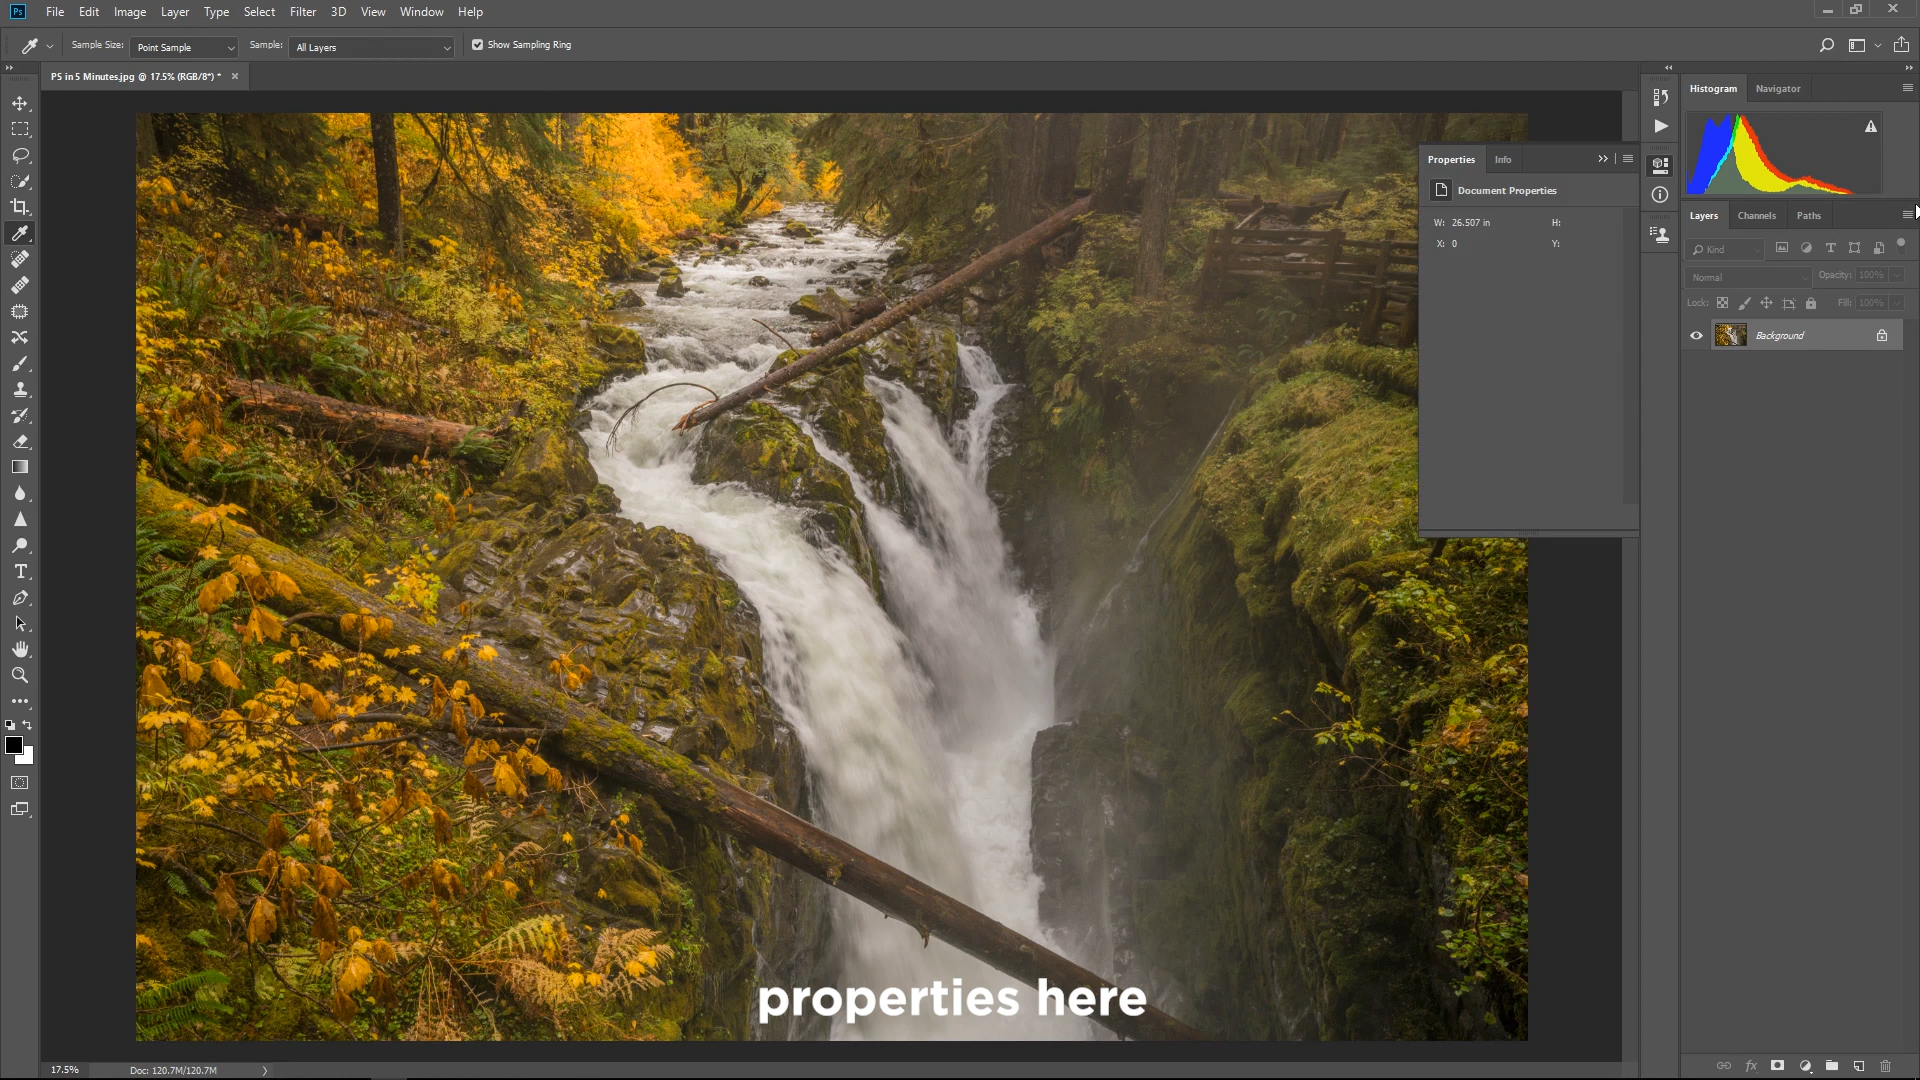 Ps File Edit Image Layer Type Select Filter 3D View Window Help
Sample Size: Point Sample Sample: All Layers Show Sampling Ring
PS in 5 Minutes.jpg @ 17.5% (RGB/8*) *
Histogram Navigator
Properties Info
Document Properties
W: 26.507 in H:
X: 0 Y:
Layers Channels Paths
Kind
Normal Opacity: 100%
Lock: Fill: 100%
Background
properties here
17.5% Doc: 120.7M/120.7M
fx